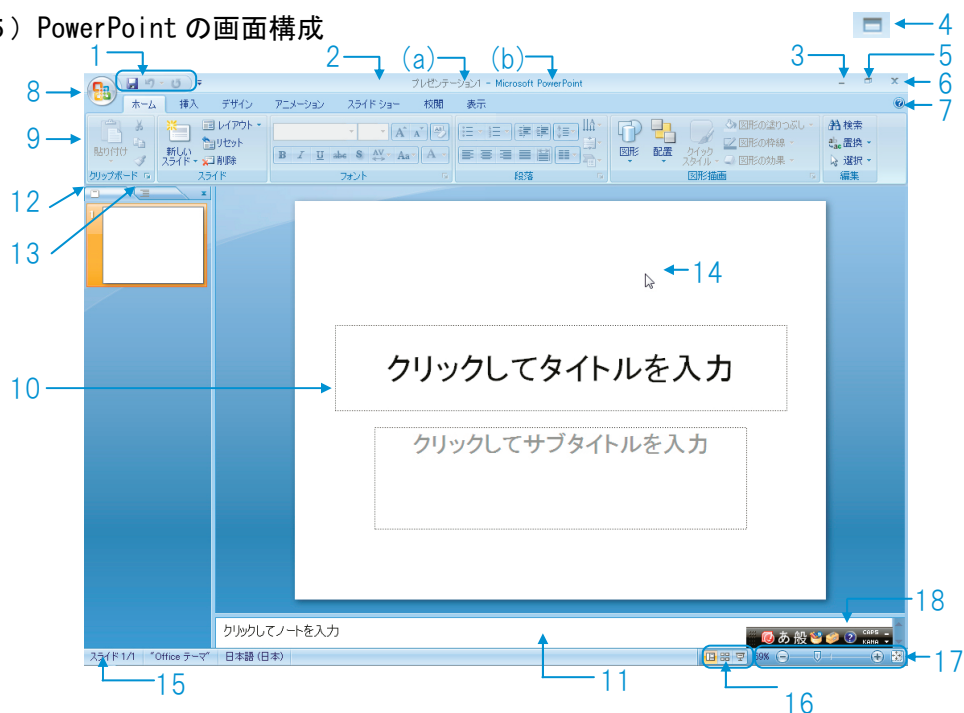 5) PowerPoint の画面構成
4
1
2
(a)
(b)
3
5
プレゼンテーション1 - Microsoft PowerPoint
6
8
7
ホーム 挿入 デザイン アニメーション スライド ショー 校閲 表示
9
貼り付け
新しい
スライド
レイアウト
リセット
削除
B I U abe S AV Aa A
A A
図形
配置
クイック
スタイル
図形の塗りつぶし
図形の枠線
図形の効果
検索
置換
選択
クリップボード スライド フォント 段落 図形描画 編集
12
13
1
14
10
クリックしてタイトルを入力
クリックしてサブタイトルを入力
18
クリックしてノートを入力
あ 般 CAPS
KANA
スライド 1/1 "Office テーマ" 日本語 (日本)
69%
17
15
11
16